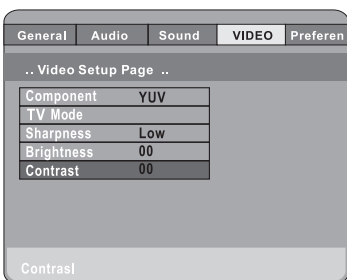 General Audio Sound VIDEO Preferen
.. Video Setup Page ..
Component YUV
TV Mode
Sharpness Low
Brightness 00
Contrast 00
Contrasl